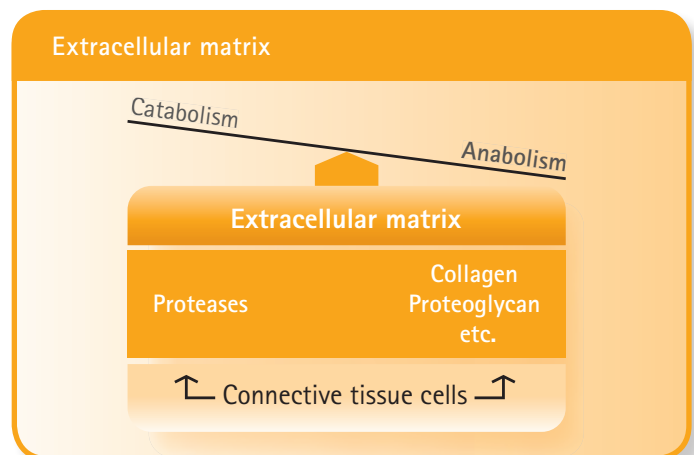 Extracellular matrix
Catabolism
Anabolism
Extracellular matrix
Proteases
Collagen
Proteoglycan
etc.
Connective tissue cells